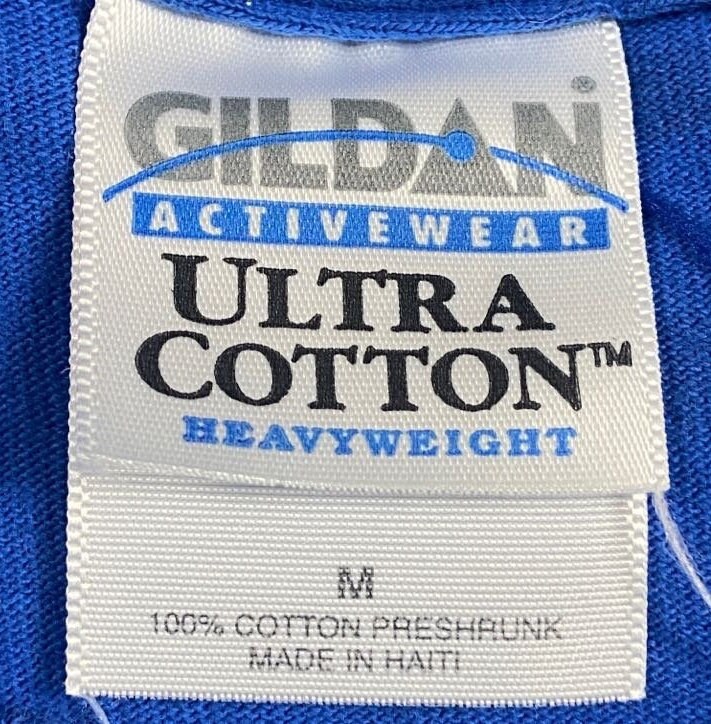 GILDAN®
ACTIVEWEAR
ULTRA
COTTON™
HEAVYWEIGHT
M
100% COTTON PRESHRUNK
MADE IN HAITI